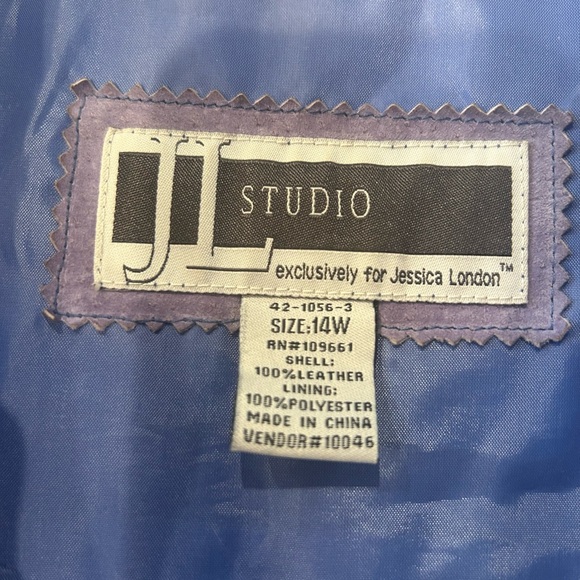 JL STUDIO
exclusively for Jessica London™
42-1056-3
SIZE:14W
RN#109661
SHELL:
100%LEATHER
LINING:
100%POLYESTER
MADE IN CHINA
VENDOR#10046